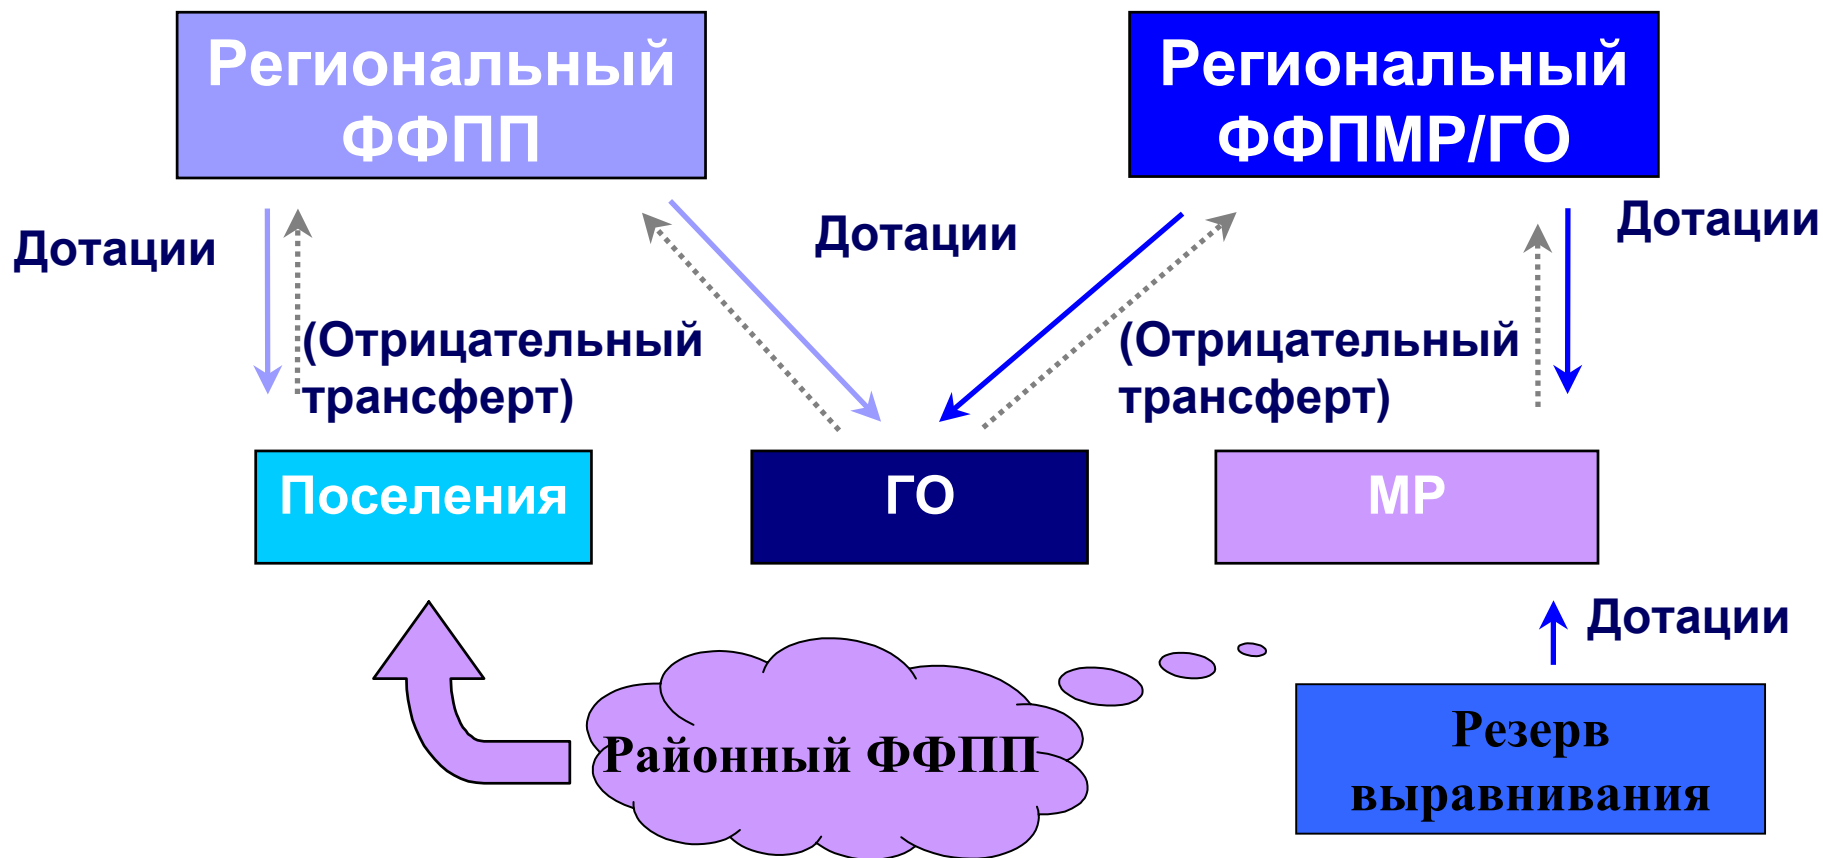 Региональный
ФФПП
Региональный
ФФПМР/ГО
Дотации
Дотации
Дотации
(Отрицательный
трансферт)
(Отрицательный
трансферт)
Поселения
ГО
МР
Дотации
Районный ФФПП
Резерв
выравнивания